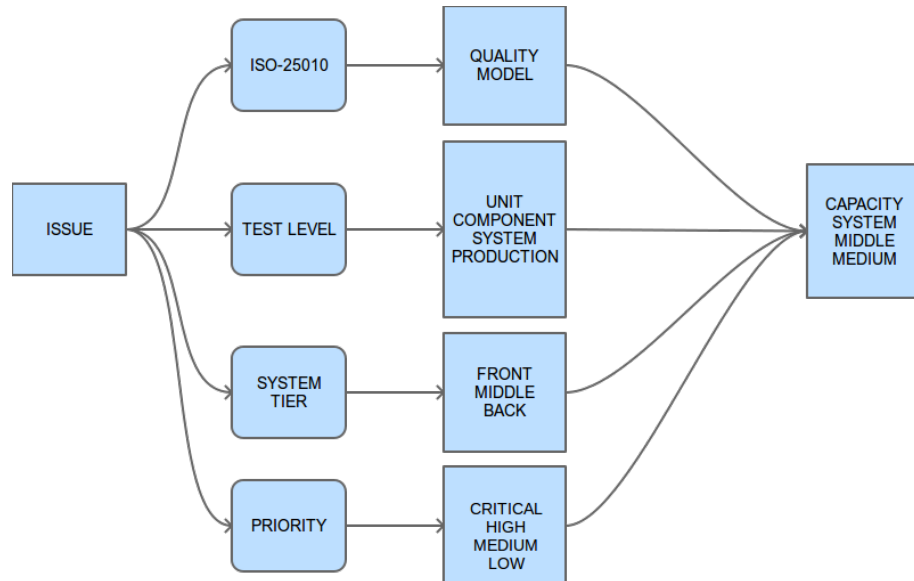 ISO-25010
QUALITY
MODEL
ISSUE
TEST LEVEL
UNIT
COMPONENT
SYSTEM
PRODUCTION
CAPACITY
SYSTEM
MIDDLE
MEDIUM
SYSTEM
TIER
FRONT
MIDDLE
BACK
PRIORITY
CRITICAL
HIGH
MEDIUM
LOW